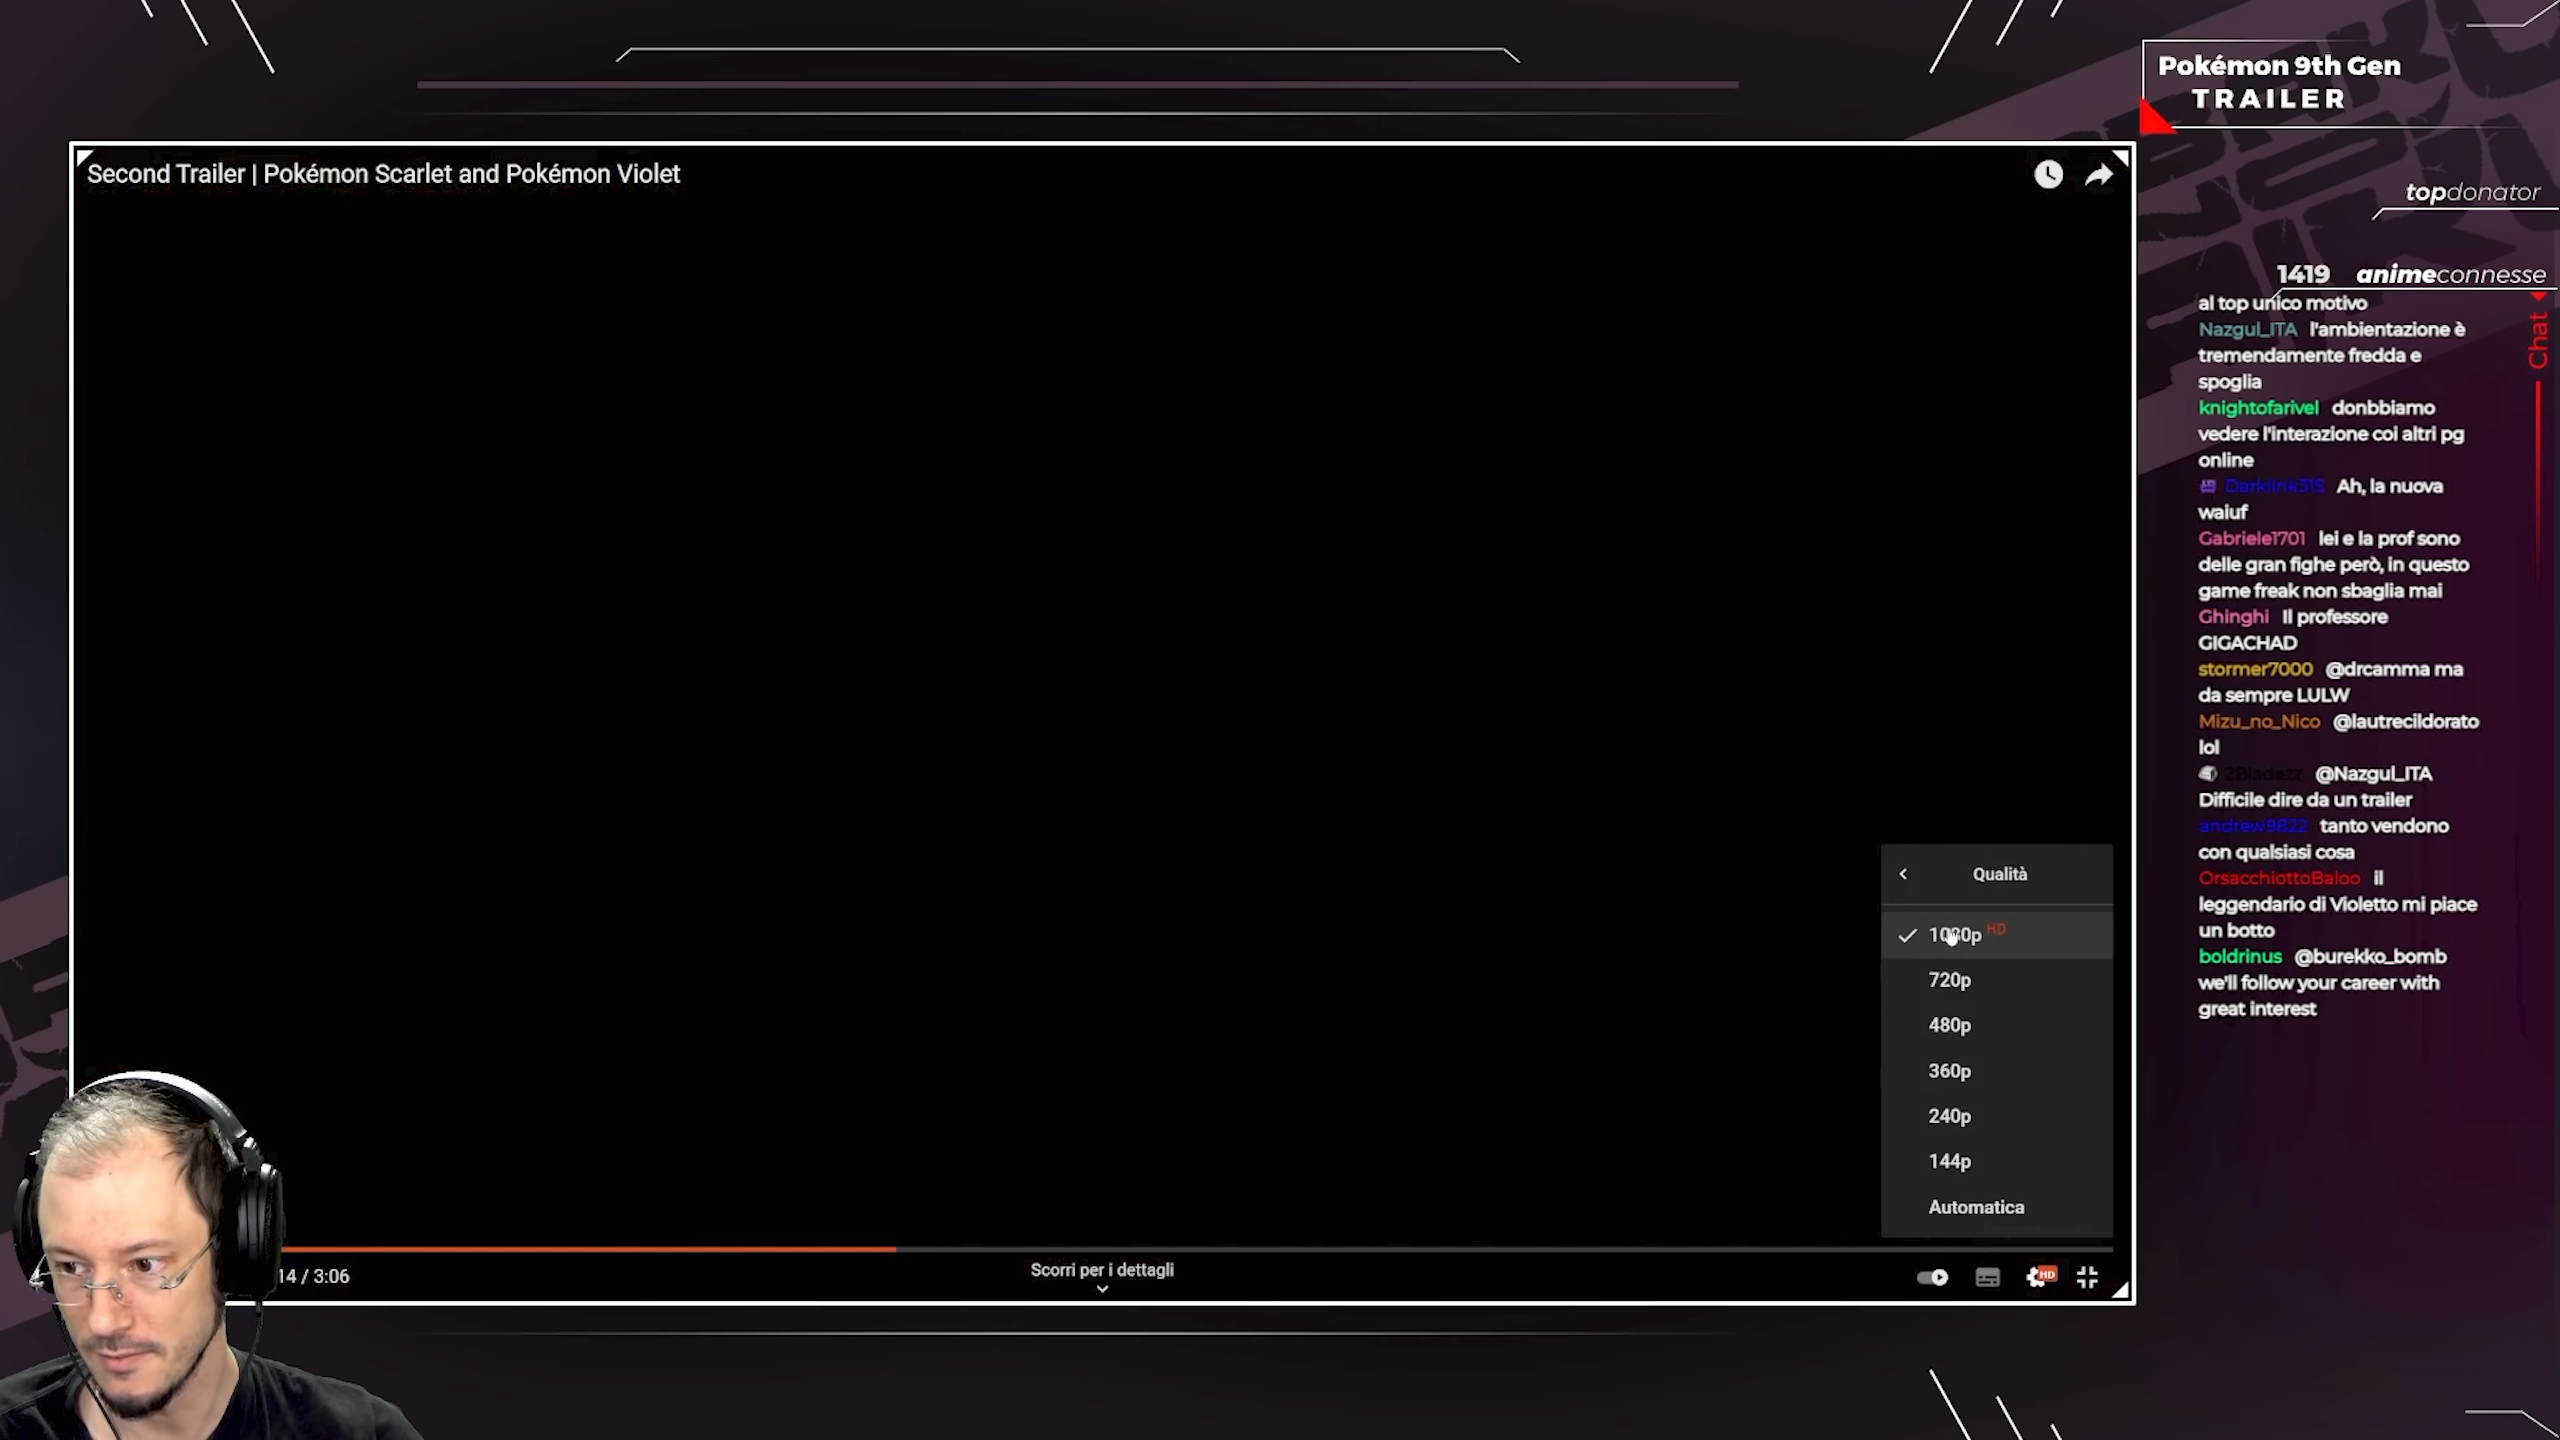 Pokémon 9th Gen
TRAILER
Second Trailer | Pokémon Scarlet and Pokémon Violet
topdonator
1419 animeconnesse
Chat
al top unico motivo
Nazgul_ITA l'ambientazione è
tremendamente fredda e
spoglia
knightofarivel donbbiamo
vedere l'interazione coi altri pg
online
Darklink315 Ah, la nuova
waiuf
Gabriele1701 lei e la prof sono
delle gran fighe però, in questo
game freak non sbaglia mai
Ghinghi Il professore
GIGACHAD
stormer7000 @drcamma ma
da sempre LULW
Mizu_no_Nico @lautrecildorato
lol
@Nazgul_ITA
Difficile dire da un trailer
andrew9822 tanto vendono
con qualsiasi cosa
OrsacchiottoBaloo il
leggendario di Violetto mi piace
un botto
boldrinus @burekko_bomb
we'll follow your career with
great interest
Qualità
1080p HD
720p
480p
360p
240p
144p
Automatica
14 / 3:06
Scorri per i dettagli
HD